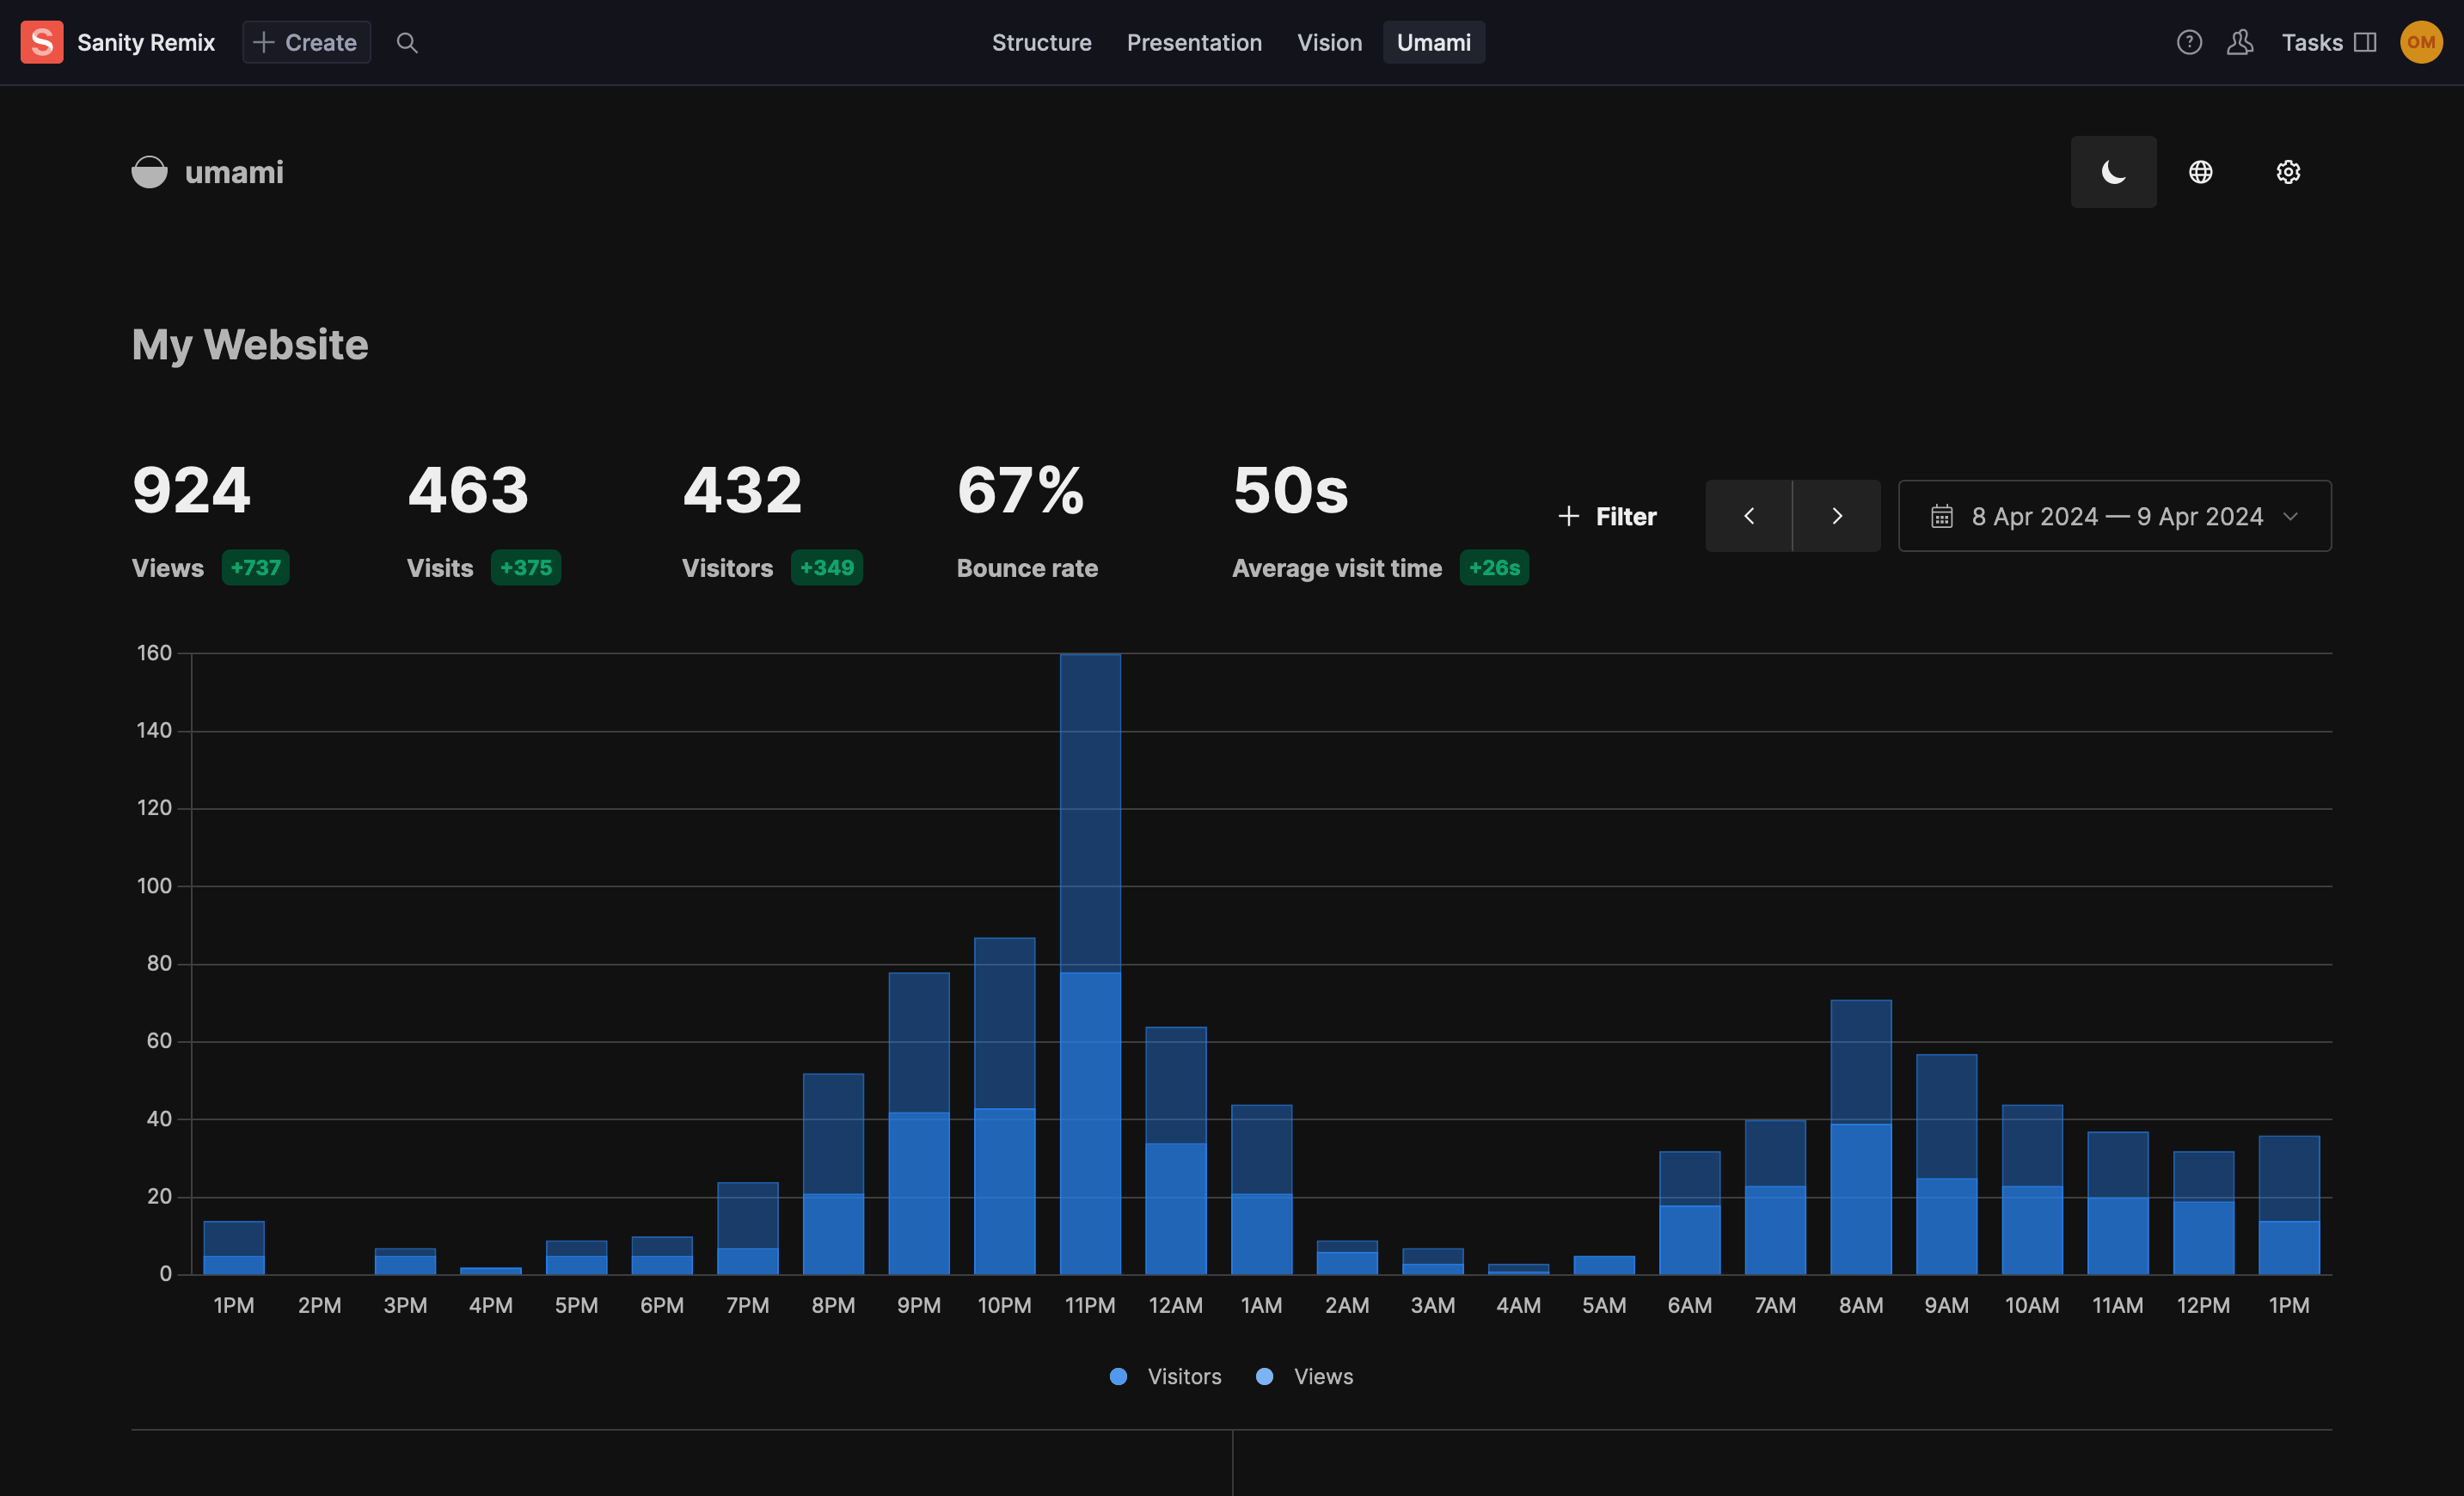 S Sanity Remix + Create Structure Presentation Vision Umami ? Tasks OM
umami
My Website
924 463 432 67% 50s
+ Filter 8 Apr 2024 — 9 Apr 2024
Views +737 Visits +375 Visitors +349 Bounce rate Average visit time +26s
160
140
120
100
80
60
40
20
0
1PM 2PM 3PM 4PM 5PM 6PM 7PM 8PM 9PM 10PM 11PM 12AM 1AM 2AM 3AM 4AM 5AM 6AM 7AM 8AM 9AM 10AM 11AM 12PM 1PM
Visitors Views